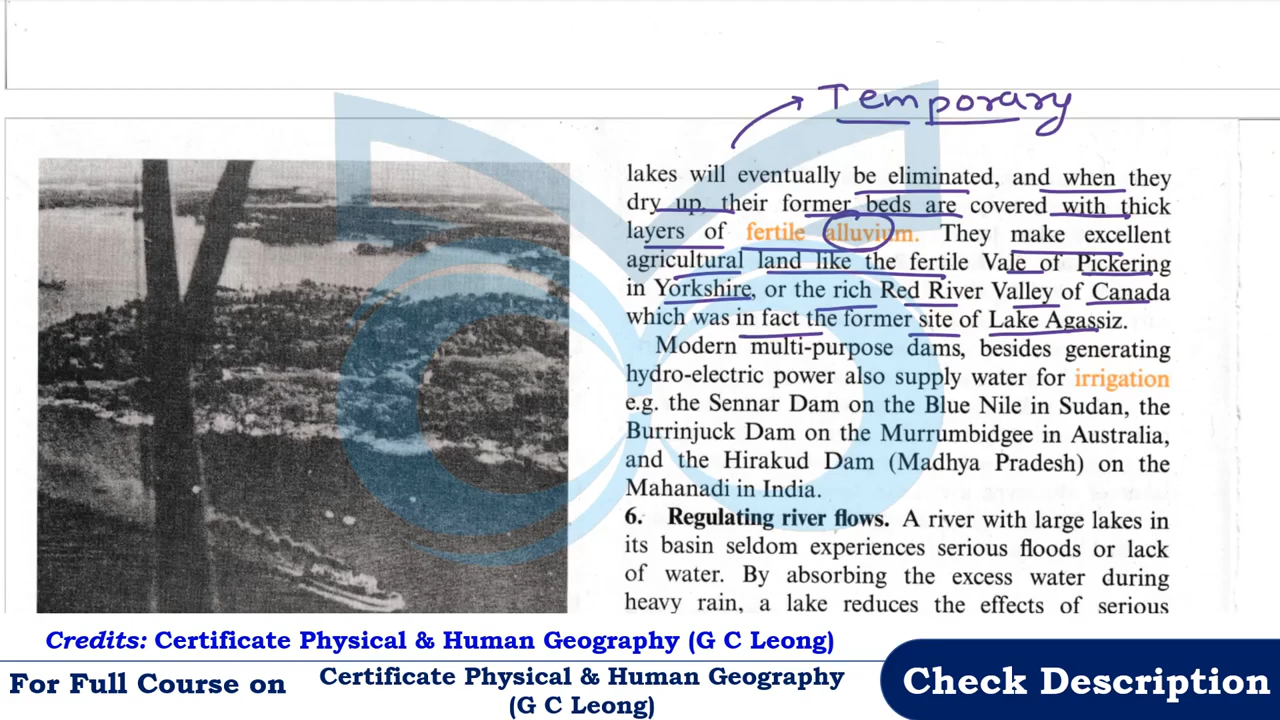 Temporary
lakes will eventually be eliminated, and when they
dry up, their former beds are covered with thick
layers of fertile alluvium. They make excellent
agricultural land like the fertile Vale of Pickering
in Yorkshire, or the rich Red River Valley of Canada
which was in fact the former site of Lake Agassiz.
Modern multi-purpose dams, besides generating
hydro-electric power also supply water for irrigation
e.g. the Sennar Dam on the Blue Nile in Sudan, the
Burrinjuck Dam on the Murrumbidgee in Australia,
and the Hirakud Dam (Madhya Pradesh) on the
Mahanadi in India.
6. Regulating river flows. A river with large lakes in
its basin seldom experiences serious floods or lack
of water. By absorbing the excess water during
heavy rain, a lake reduces the effects of serious
Credits: Certificate Physical & Human Geography (G C Leong)
For Full Course on
Certificate Physical & Human Geography
(G C Leong)
Check Description